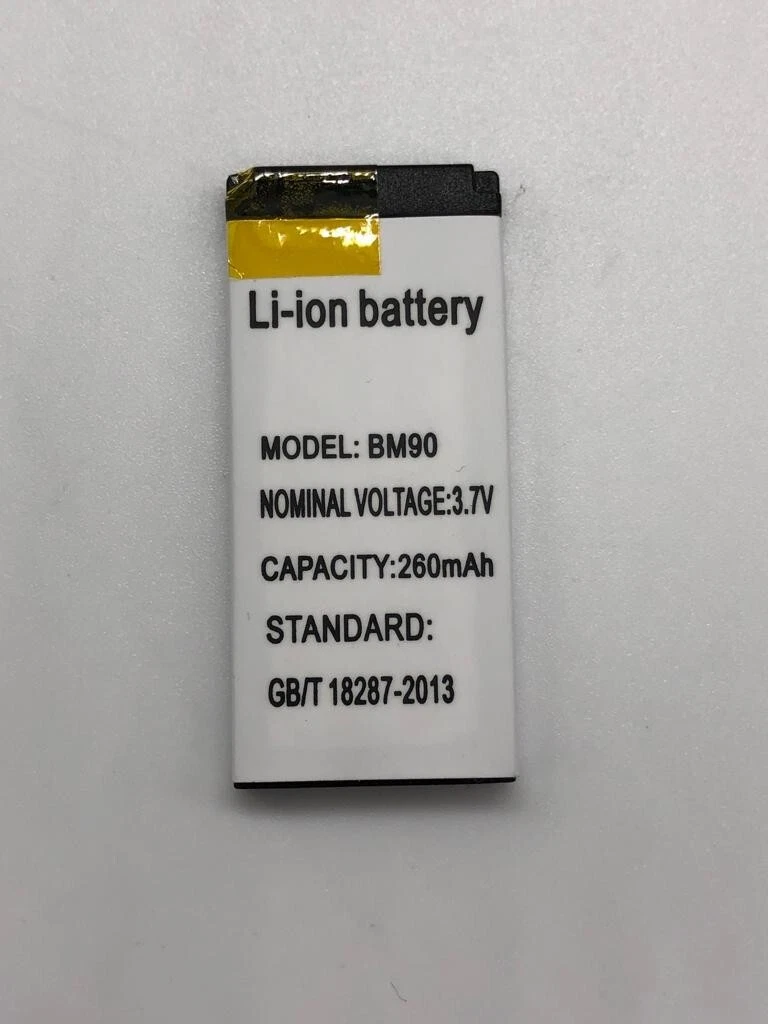 Li-ion battery
MODEL: BM90
NOMINAL VOLTAGE:3.7V
CAPACITY:260mAh
STANDARD:
GB/T 18287-2013